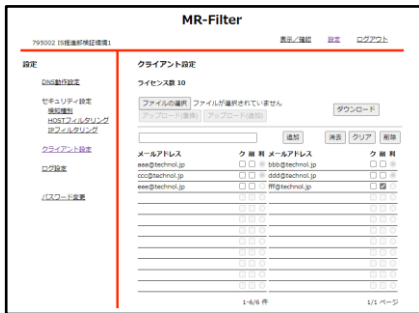 MR-Filter
795002 IS推進部検証環境1
表示/確認 設定 ログアウト
設定
DNS動作設定
セキュリティ設定
検知種別
HOSTフィルタリング
IPフィルタリング
クライアント設定
ログ設定
パスワード変更
クライアント設定
ライセンス数 10
ファイルの選択 ファイルが選択されていません
アップロード(置換) アップロード(追加)
ダウンロード
追加 消去 クリア 削除
メールアドレス ク 削 利 メールアドレス ク 削 利
aaa@technol.jp bbb@technol.jp
ccc@technol.jp ddd@technol.jp
eee@technol.jp fff@technol.jp
1-6/6 件 1/1 ページ